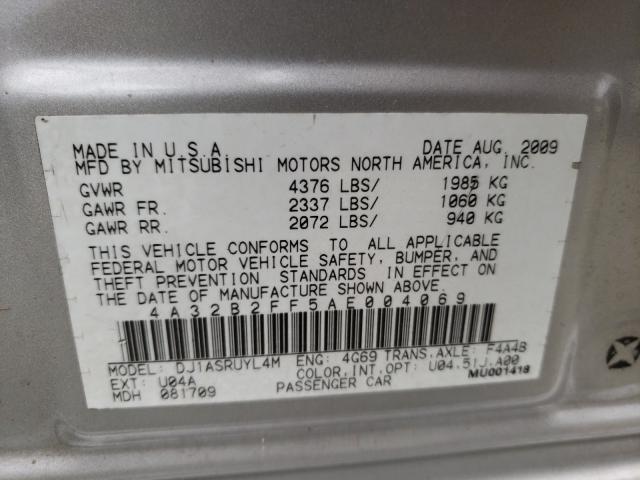 MADE IN U.S.A. DATE AUG. 2009
MFD BY MITSUBISHI MOTORS NORTH AMERICA, INC.
GVWR 4376 LBS/ 1985 KG
GAWR FR. 2337 LBS/ 1060 KG
GAWR RR. 2072 LBS/ 940 KG
THIS VEHICLE CONFORMS TO ALL APPLICABLE
FEDERAL MOTOR VEHICLE SAFETY, BUMPER, AND
THEFT PREVENTION STANDARDS IN EFFECT ON
THE DATE OF MANUFACTURE SHOWN ABOVE.
4A32B2FF5AE004069
MODEL: DJ1ASRUYL4M ENG: 4G69 TRANS,AXLE: F4A4B
EXT: U04A COLOR,INT,OPT: U04.51J.A00
MDH 081709 PASSENGER CAR MU001418